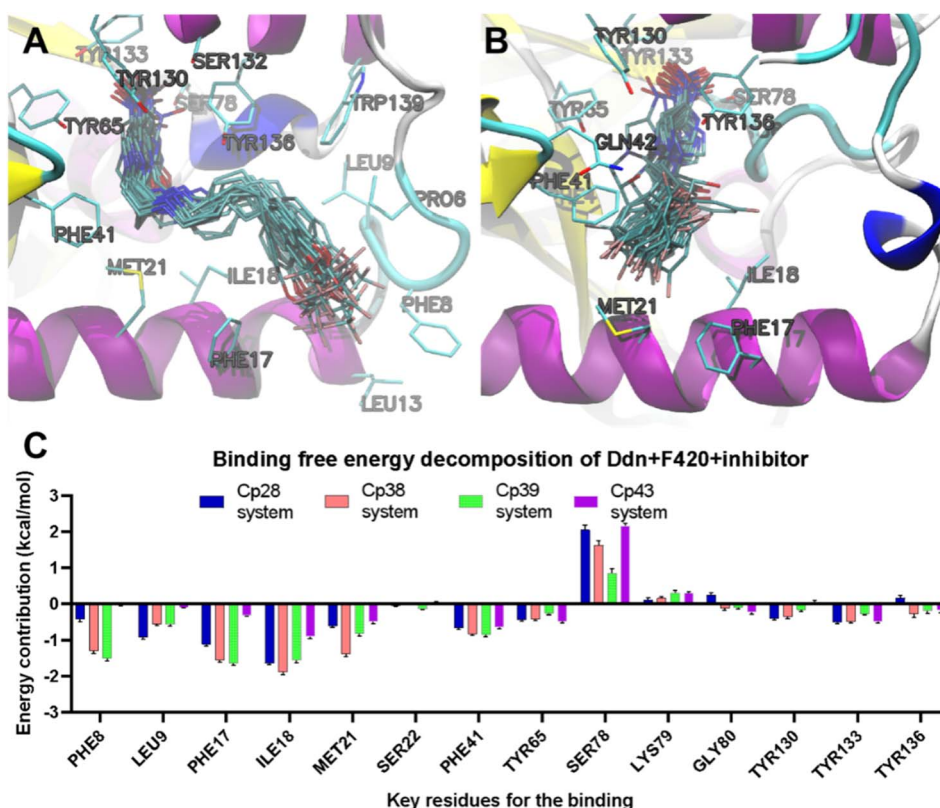 A
TYR133
SER132
TYR130
SER78
TRP139
TYR65
TYR136
LEU9
PRO6
PHE41
MET21
ILE18
PHE8
PHE17
LEU13
B
TYR130
TYR133
TYR65
SER78
GLN42
TYR136
PHE41
ILE18
MET21
PHE17
C
Binding free energy decomposition of Ddn+F420+inhibitor
Cp28 system
Cp38 system
Cp39 system
Cp43 system
Energy contribution (kcal/mol)
3
2
1
0
-1
-2
-3
PHE8
LEU9
PHE17
ILE18
MET21
SER22
PHE41
TYR65
SER78
LYS79
GLY80
TYR130
TYR133
TYR136
Key residues for the binding